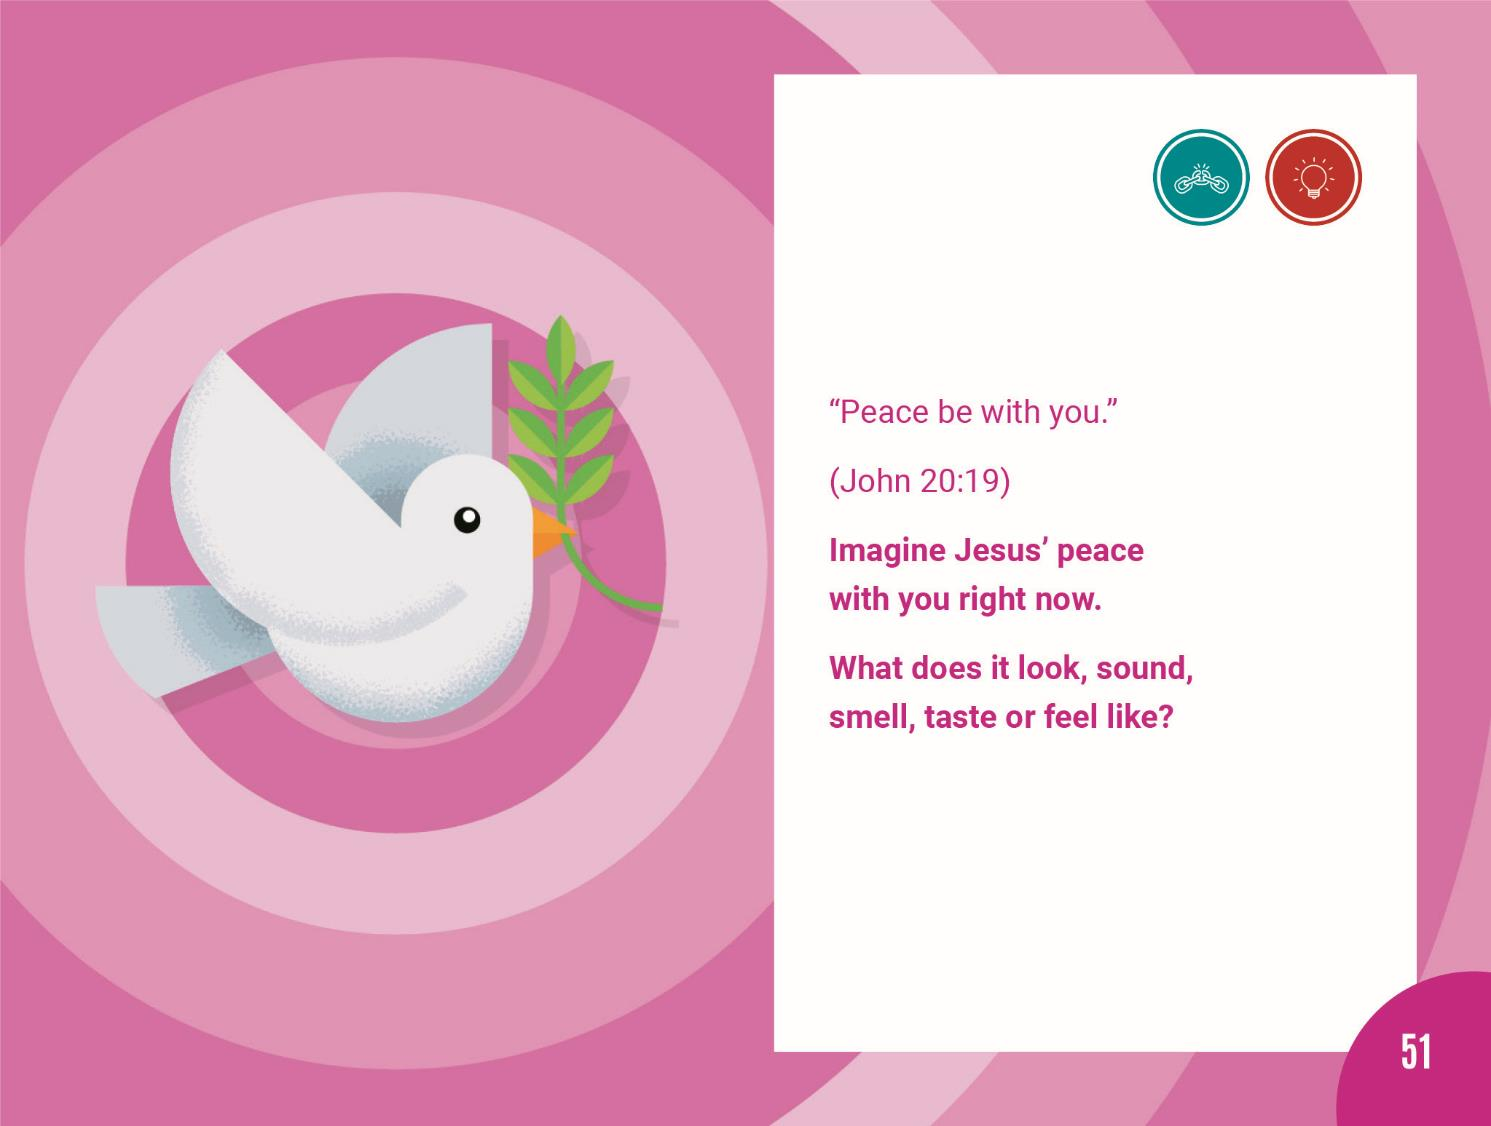 “Peace be with you.”
(John 20:19)
Imagine Jesus’ peace
with you right now.
What does it look, sound,
smell, taste or feel like?
51